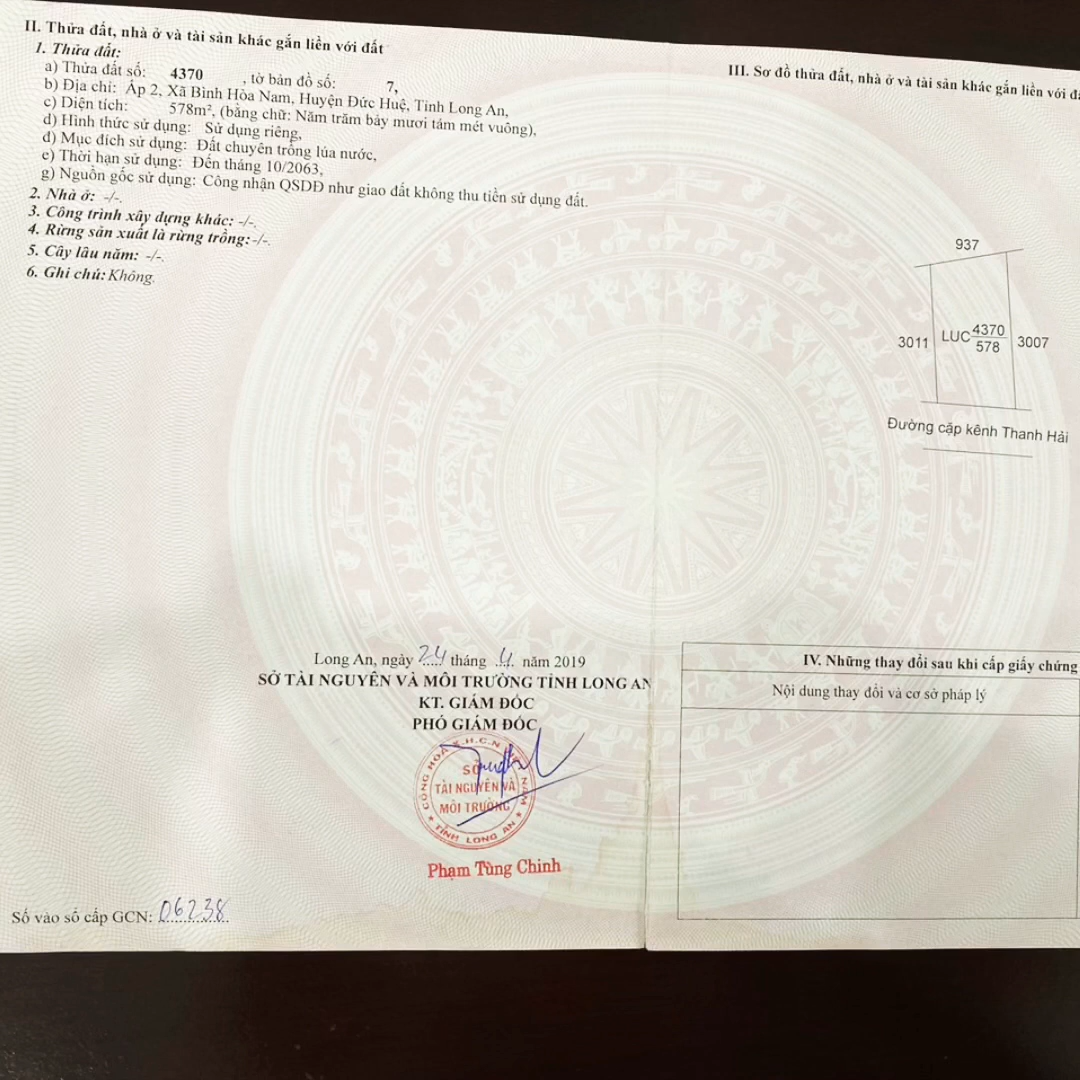 II. Thửa đất, nhà ở và tài sản khác gắn liền với đất
1. Thửa đất:
a) Thửa đất số: 4370 , tờ bản đồ số: 7,
b) Địa chỉ: Ấp 2, Xã Bình Hòa Nam, Huyện Đức Huệ, Tỉnh Long An,
c) Diện tích: 578m², (bằng chữ: Năm trăm bảy mươi tám mét vuông),
d) Hình thức sử dụng: Sử dụng riêng,
đ) Mục đích sử dụng: Đất chuyên trồng lúa nước,
e) Thời hạn sử dụng: Đến tháng 10/2063,
g) Nguồn gốc sử dụng: Công nhận QSDĐ như giao đất không thu tiền sử dụng đất.
2. Nhà ở: -/-.
3. Công trình xây dựng khác: -/-.
4. Rừng sản xuất là rừng trồng: -/-.
5. Cây lâu năm: -/-.
6. Ghi chú: Không.
Long An, ngày 24 tháng 4 năm 2019
SỞ TÀI NGUYÊN VÀ MÔI TRƯỜNG TỈNH LONG AN
KT. GIÁM ĐỐC
PHÓ GIÁM ĐỐC
CỘNG HÒA X.H.C.N VIỆT NAM
SỞ
TÀI NGUYÊN VÀ
MÔI TRƯỜNG
TỈNH LONG AN
Phạm Tùng Chinh
Số vào sổ cấp GCN: 06238
III. Sơ đồ thửa đất, nhà ở và tài sản khác gắn liền với
937
3011 LUC 4370 3007
578
Đường cặp kênh Thanh Hải
IV. Những thay đổi sau khi cấp giấy chứng
Nội dung thay đổi và cơ sở pháp lý